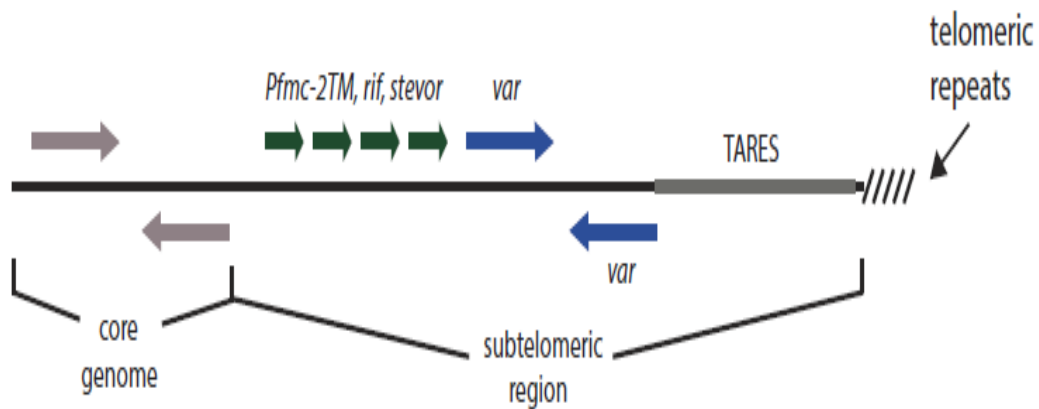 telomeric
repeats
Pfmc-2TM, rif, stevor
var
TARES
var
core
genome
subtelomeric
region